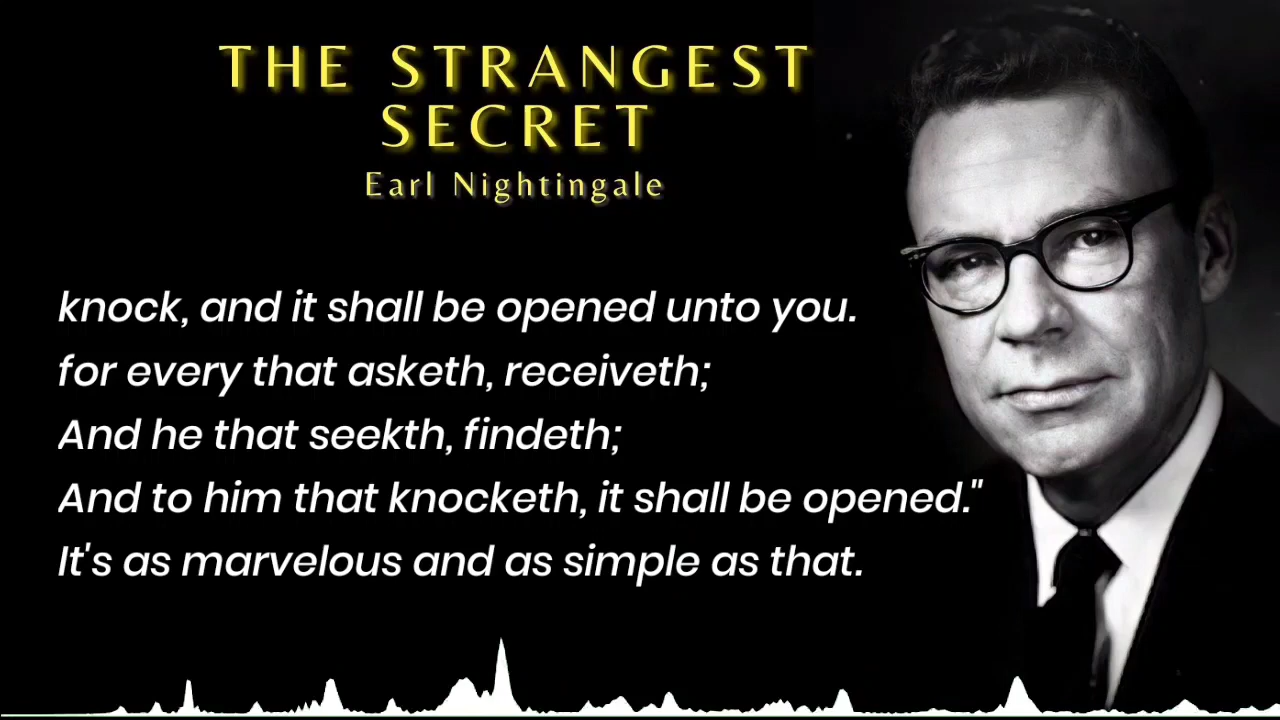 THE STRANGEST
SECRET
Earl Nightingale
knock, and it shall be opened unto you.
for every that asketh, receiveth;
And he that seekth, findeth;
And to him that knocketh, it shall be opened."
It's as marvelous and as simple as that.